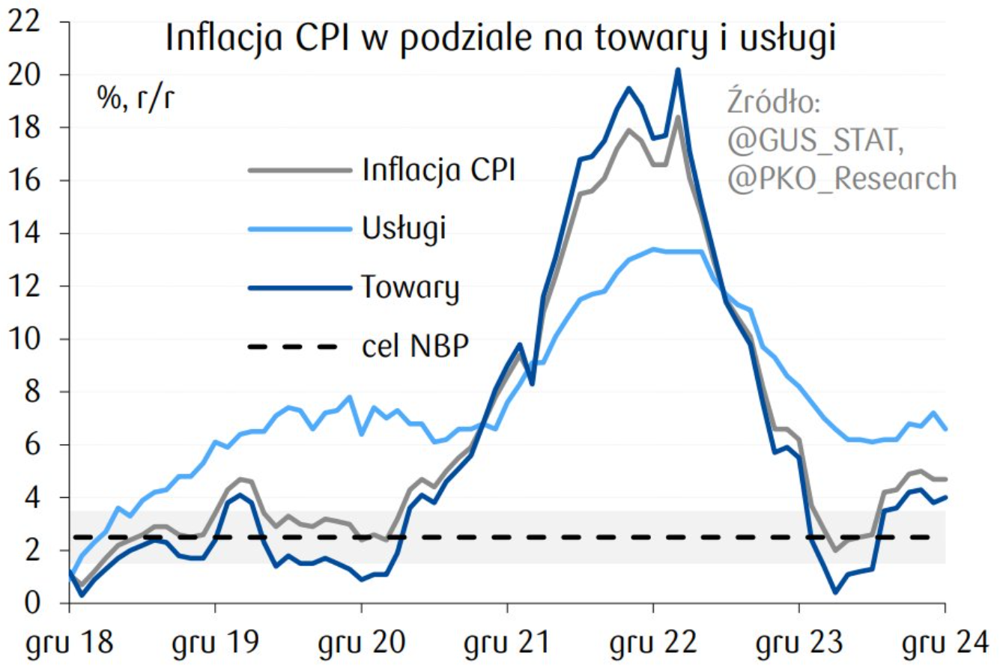 Inflacja CPI w podziale na towary i usługi
%, r/r
Źródło:
@GUS_STAT,
@PKO_Research
Inflacja CPI
Usługi
Towary
cel NBP
22
20
18
16
14
12
10
8
6
4
2
0
gru 18 gru 19 gru 20 gru 21 gru 22 gru 23 gru 24